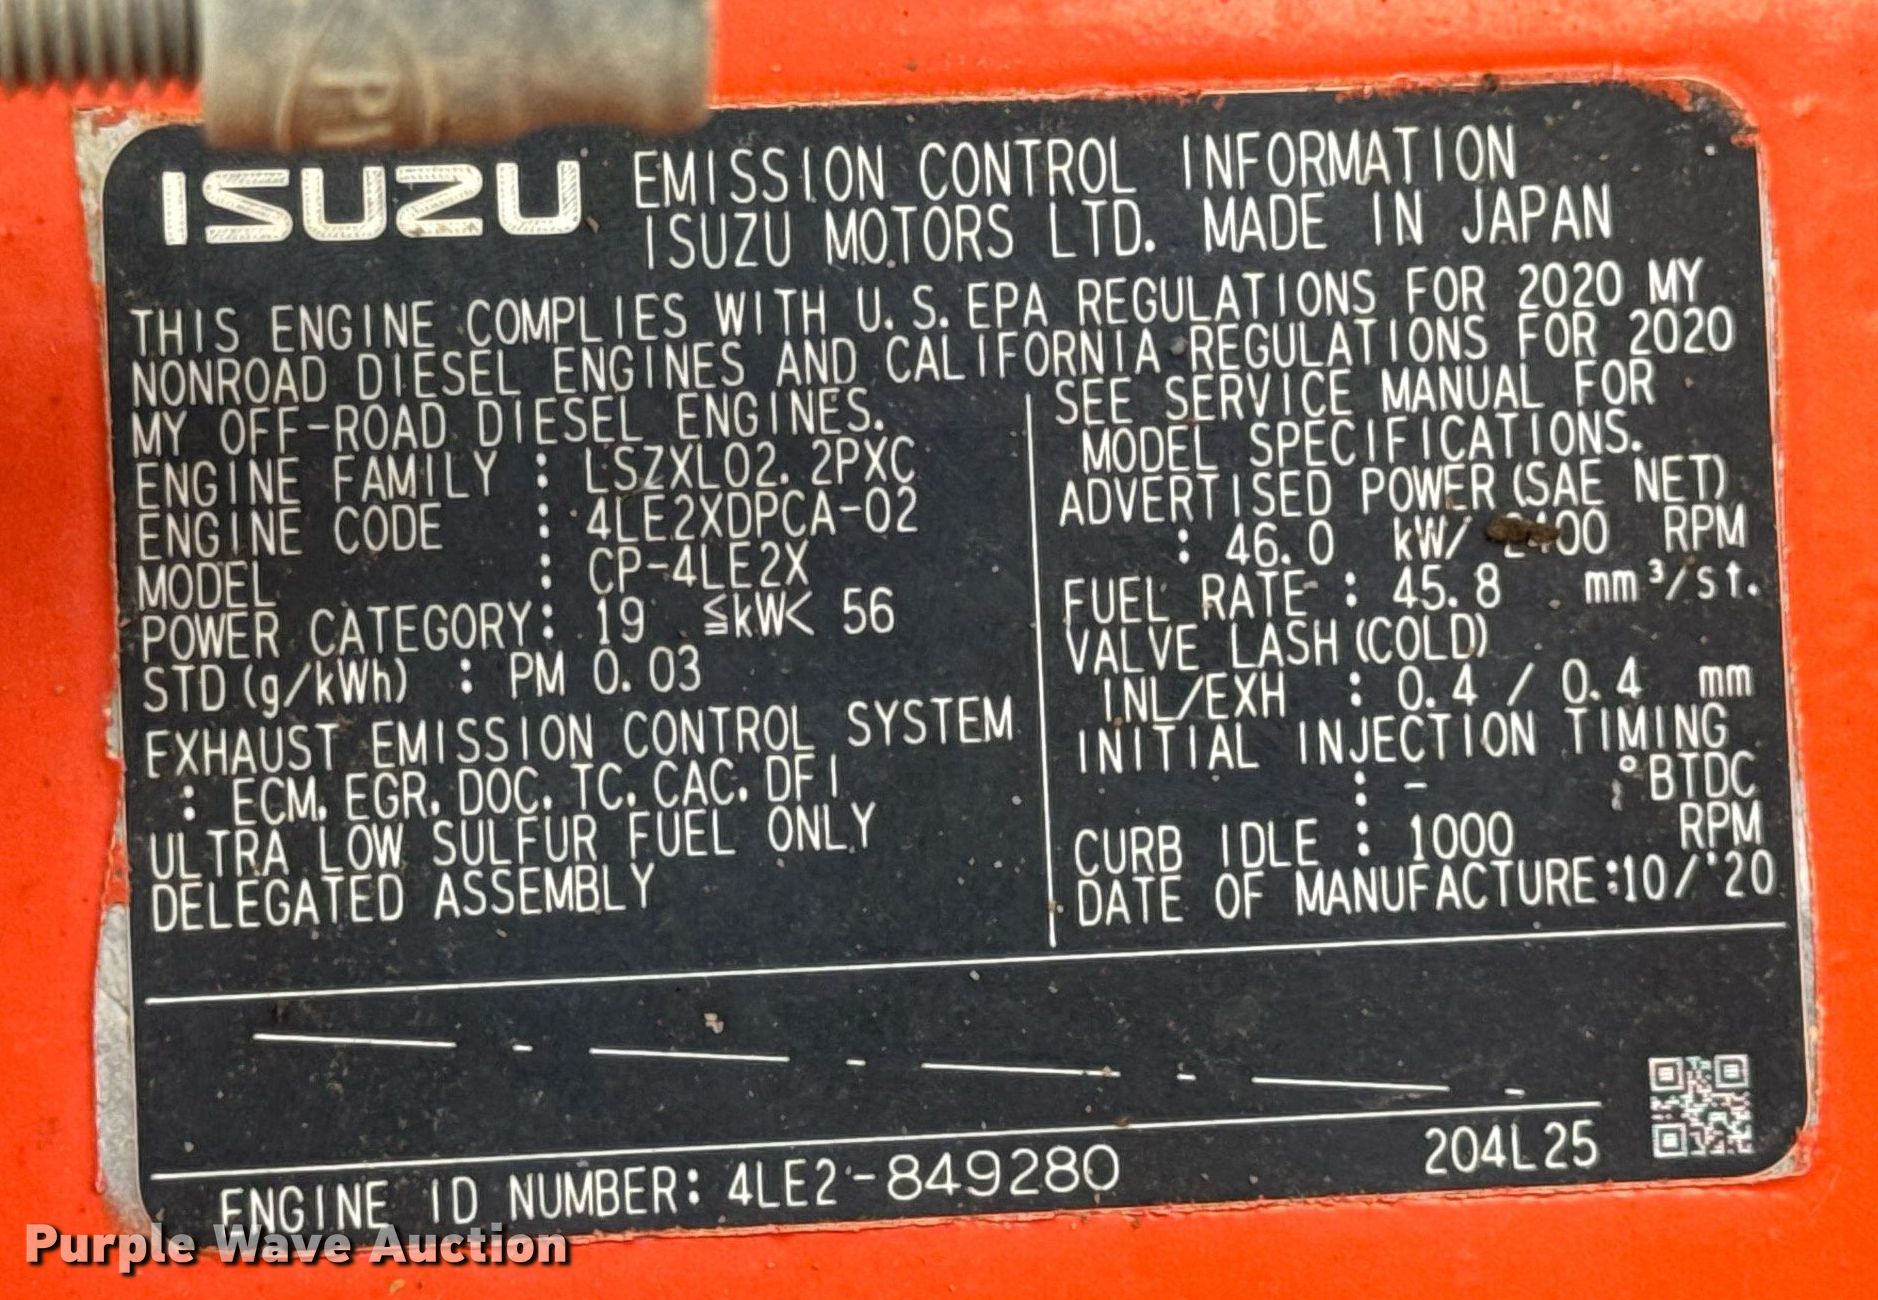 ISUZU EMISSION CONTROL INFORMATION
ISUZU MOTORS LTD. MADE IN JAPAN
THIS ENGINE COMPLIES WITH U.S. EPA REGULATIONS FOR 2020 MY
NONROAD DIESEL ENGINES AND CALIFORNIA REGULATIONS FOR 2020
MY OFF-ROAD DIESEL ENGINES.
ENGINE FAMILY : LSZXL02.2PXC
ENGINE CODE : 4LE2XDPCA-02
MODEL : CP-4LE2X
POWER CATEGORY: 19 ≦kW< 56
STD(g/kWh) : PM 0.03
EXHAUST EMISSION CONTROL SYSTEM
: ECM, EGR, DOC, TC, CAC, DFI
ULTRA LOW SULFUR FUEL ONLY
DELEGATED ASSEMBLY
SEE SERVICE MANUAL FOR
MODEL SPECIFICATIONS.
ADVERTISED POWER(SAE NET)
: 46.0 kW/ 2400 RPM
FUEL RATE : 45.8 mm³/st.
VALVE LASH(COLD)
INL/EXH : 0.4 / 0.4 mm
INITIAL INJECTION TIMING
: - °BTDC
CURB IDLE : 1000 RPM
DATE OF MANUFACTURE:10/'20
204L25
ENGINE ID NUMBER: 4LE2-849280
Purple Wave Auction